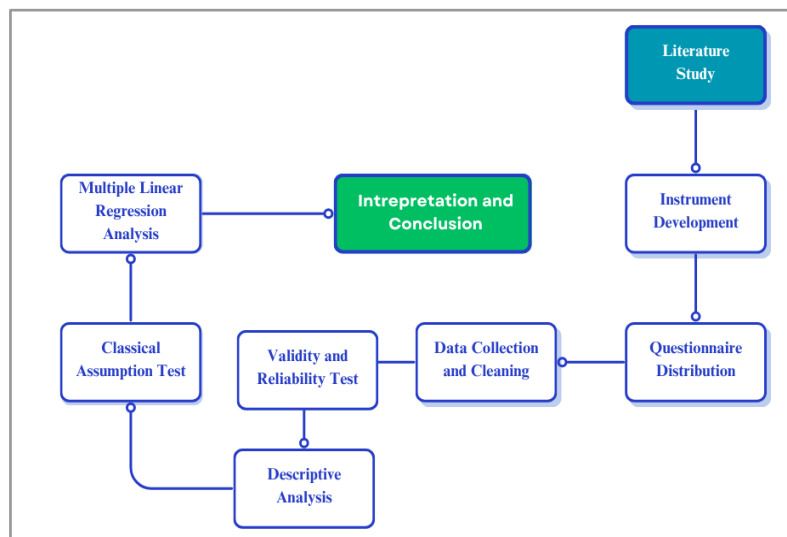 Literature
Study
Multiple Linear
Regression
Analysis
Intrepretation and
Conclusion
Instrument
Development
Classical
Assumption Test
Validity and
Reliability Test
Data Collection
and Cleaning
Questionnaire
Distribution
Descriptive
Analysis